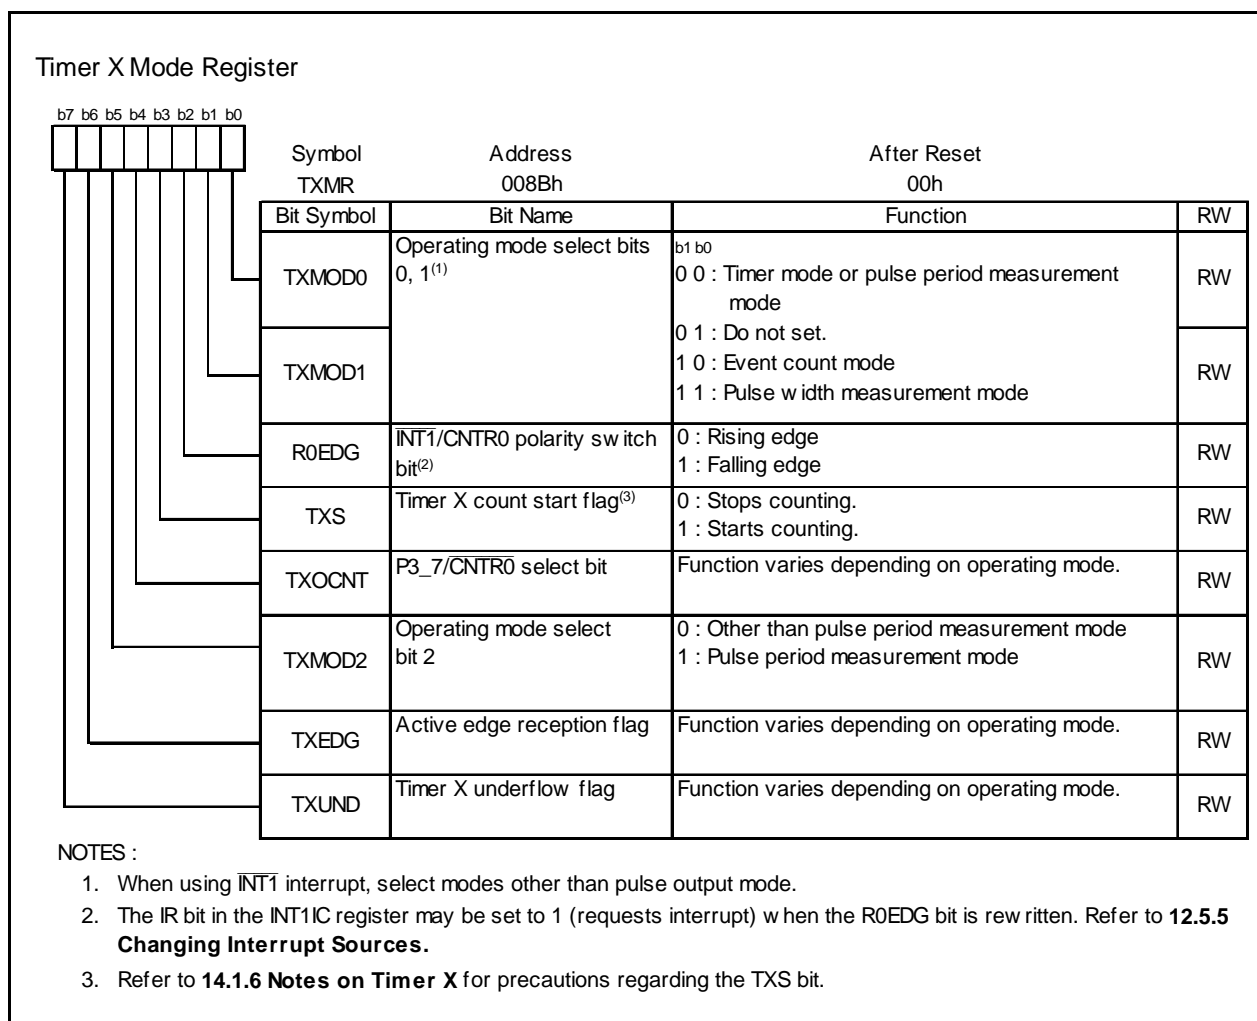 Timer X Mode Register
b7 b6 b5 b4 b3 b2 b1 b0
Symbol Address After Reset
TXMR 008Bh 00h
Bit Symbol Bit Name Function RW
TXMOD0
Operating mode select bits
0, 1(1)
b1 b0
0 0 : Timer mode or pulse period measurement
mode
RW
0 1 : Do not set.
TXMOD1
1 0 : Event count mode
1 1 : Pulse width measurement mode
RW
R0EDG
INT1/CNTR0 polarity switch
bit(2)
0 : Rising edge
1 : Falling edge
RW
TXS
Timer X count start flag(3)
0 : Stops counting.
1 : Starts counting.
RW
TXOCNT
P3_7/CNTR0 select bit
Function varies depending on operating mode.
RW
TXMOD2
Operating mode select
bit 2
0 : Other than pulse period measurement mode
1 : Pulse period measurement mode
RW
TXEDG
Active edge reception flag
Function varies depending on operating mode.
RW
TXUND
Timer X underflow flag
Function varies depending on operating mode.
RW
NOTES :
1. When using INT1 interrupt, select modes other than pulse output mode.
2. The IR bit in the INT1IC register may be set to 1 (requests interrupt) when the R0EDG bit is rewritten. Refer to 12.5.5
Changing Interrupt Sources.
3. Refer to 14.1.6 Notes on Timer X for precautions regarding the TXS bit.